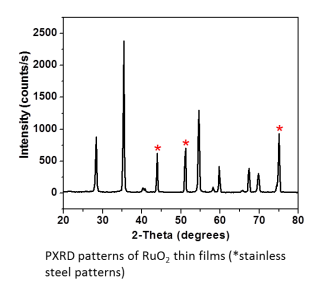 2500
2000
1500
1000
500
0
Intensity (counts/s)
*
*
*
20 30 40 50 60 70 80
2-Theta (degrees)
PXRD patterns of RuO₂ thin films (*stainless
steel patterns)